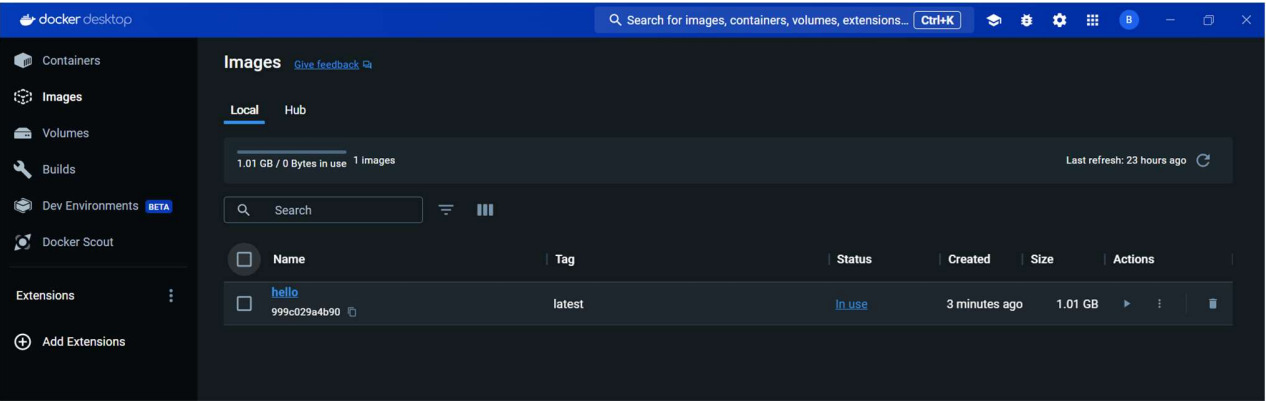 docker desktop
Search for images, containers, volumes, extensions... Ctrl+K
B
Containers
Images
Volumes
Builds
Dev Environments BETA
Docker Scout
Extensions
Add Extensions
Images Give feedback
Local Hub
1.01 GB / 0 Bytes in use 1 images
Last refresh: 23 hours ago
Search
Name Tag Status Created Size Actions
hello
999c029a4b90
latest In use 3 minutes ago 1.01 GB